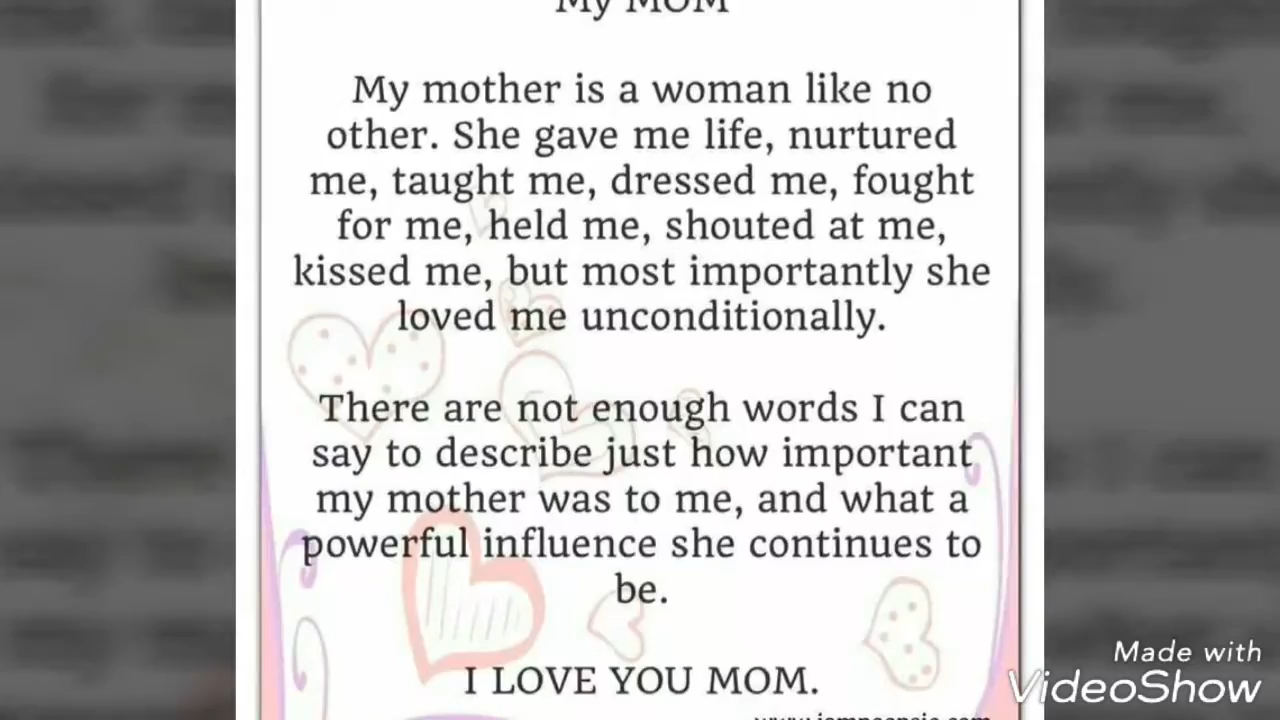 My MOM
My mother is a woman like no
other. She gave me life, nurtured
me, taught me, dressed me, fought
for me, held me, shouted at me,
kissed me, but most importantly she
loved me unconditionally.
There are not enough words I can
say to describe just how important
my mother was to me, and what a
powerful influence she continues to
be.
I LOVE YOU MOM.
Made with
VideoShow